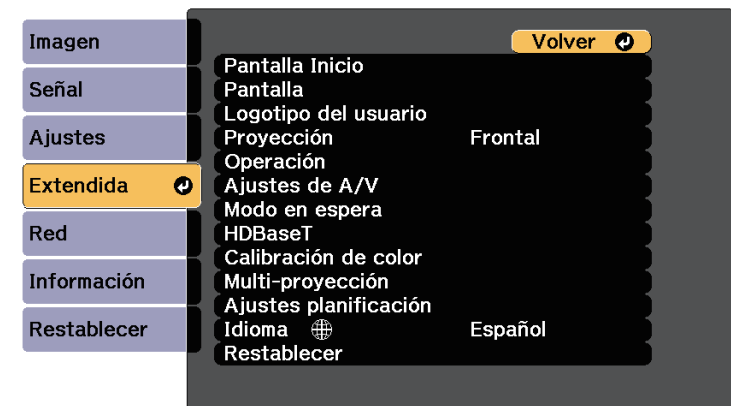 Imagen
Señal
Ajustes
Extendida
Red
Información
Restablecer
Volver
Pantalla Inicio
Pantalla
Logotipo del usuario
Proyección Frontal
Operación
Ajustes de A/V
Modo en espera
HDBaseT
Calibración de color
Multi-proyección
Ajustes planificación
Idioma Español
Restablecer